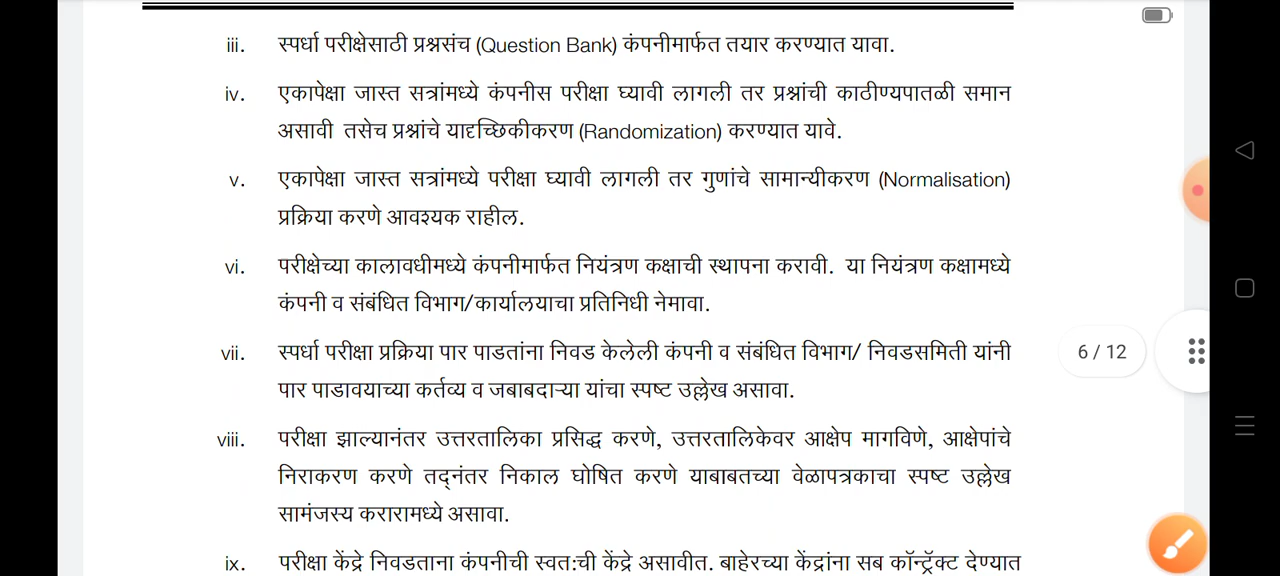 iii. स्पर्धा परीक्षेसाठी प्रश्नसंच (Question Bank) कंपनीमार्फत तयार करण्यात यावा.
iv. एकापेक्षा जास्त सत्रांमध्ये कंपनीस परीक्षा घ्यावी लागली तर प्रश्नांची काठीण्यपातळी समान
असावी तसेच प्रश्नांचे यादृच्छिकीकरण (Randomization) करण्यात यावे.
v. एकापेक्षा जास्त सत्रांमध्ये परीक्षा घ्यावी लागली तर गुणांचे सामान्यीकरण (Normalisation)
प्रक्रिया करणे आवश्यक राहील.
vi. परीक्षेच्या कालावधीमध्ये कंपनीमार्फत नियंत्रण कक्षाची स्थापना करावी. या नियंत्रण कक्षामध्ये
कंपनी व संबंधित विभाग/कार्यालयाचा प्रतिनिधी नेमावा.
vii. स्पर्धा परीक्षा प्रक्रिया पार पाडतांना निवड केलेली कंपनी व संबंधित विभाग/ निवडसमिती यांनी
पार पाडावयाच्या कर्तव्य व जबाबदाऱ्या यांचा स्पष्ट उल्लेख असावा.
6 / 12
viii. परीक्षा झाल्यानंतर उत्तरतालिका प्रसिद्ध करणे, उत्तरतालिकेवर आक्षेप मागविणे, आक्षेपांचे
निराकरण करणे तद्नंतर निकाल घोषित करणे याबाबतच्या वेळापत्रकाचा स्पष्ट उल्लेख
सामंजस्य करारामध्ये असावा.
ix. परीक्षा केंद्रे निवडताना कंपनीची स्वत:ची केंद्रे असावीत. बाहेरच्या केंद्रांना सब कॉन्ट्रॅक्ट देण्यात